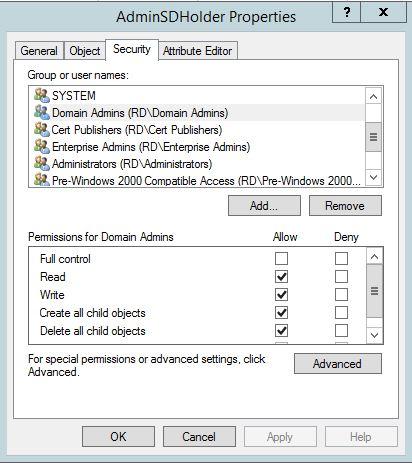 AdminSDHolder Properties
? x
General Object Security Attribute Editor
Group or user names:
SYSTEM
Domain Admins (RD\Domain Admins)
Cert Publishers (RD\Cert Publishers)
Enterprise Admins (RD\Enterprise Admins)
Administrators (RD\Administrators)
Pre-Windows 2000 Compatible Access (RD\Pre-Windows 2000...
Add... Remove
Permissions for Domain Admins Allow Deny
Full control
Read
Write
Create all child objects
Delete all child objects
For special permissions or advanced settings, click
Advanced.
Advanced
OK Cancel Apply Help